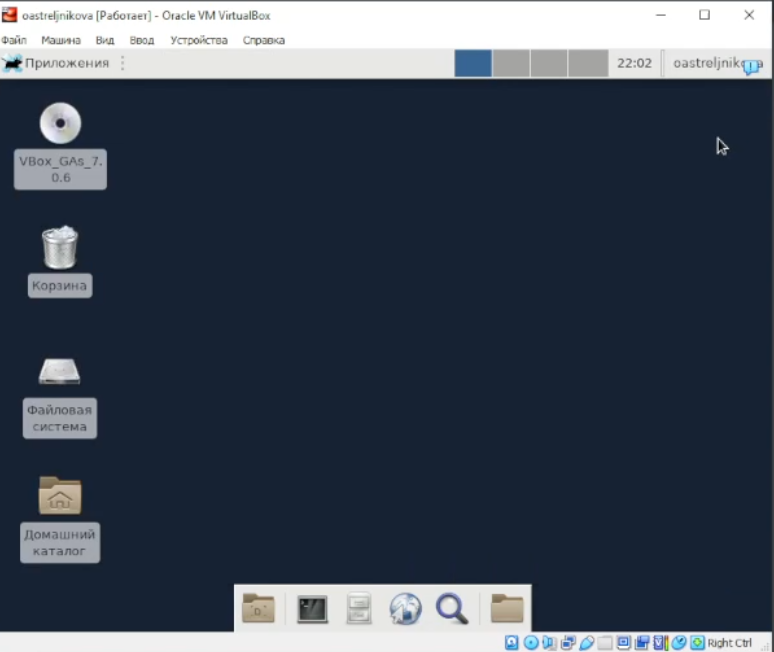 oastreljnikova [Работает] - Oracle VM VirtualBox
Файл Машина Вид Ввод Устройства Справка
Приложения 22:02
VBox_GAs_7.
0.6
Корзина
Файловая
система
Домашний
каталог
Right Ctrl